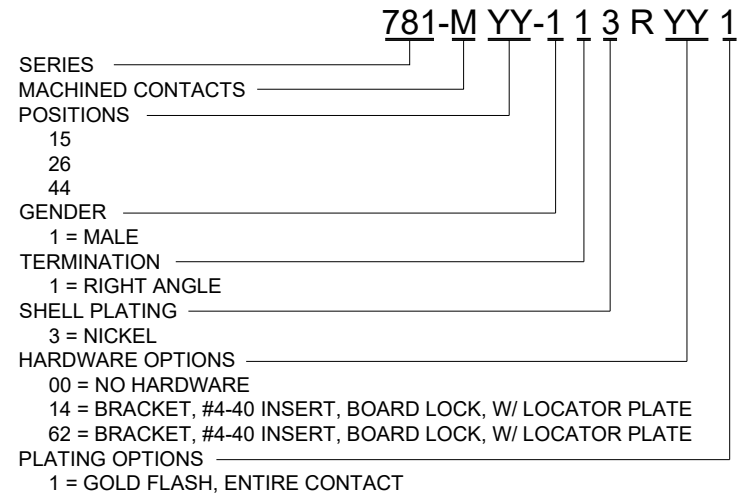 781-M YY-1 1 3 R YY 1
SERIES
MACHINED CONTACTS
POSITIONS
15
26
44
GENDER
1 = MALE
TERMINATION
1 = RIGHT ANGLE
SHELL PLATING
3 = NICKEL
HARDWARE OPTIONS
00 = NO HARDWARE
14 = BRACKET, #4-40 INSERT, BOARD LOCK, W/ LOCATOR PLATE
62 = BRACKET, #4-40 INSERT, BOARD LOCK, W/ LOCATOR PLATE
PLATING OPTIONS
1 = GOLD FLASH, ENTIRE CONTACT